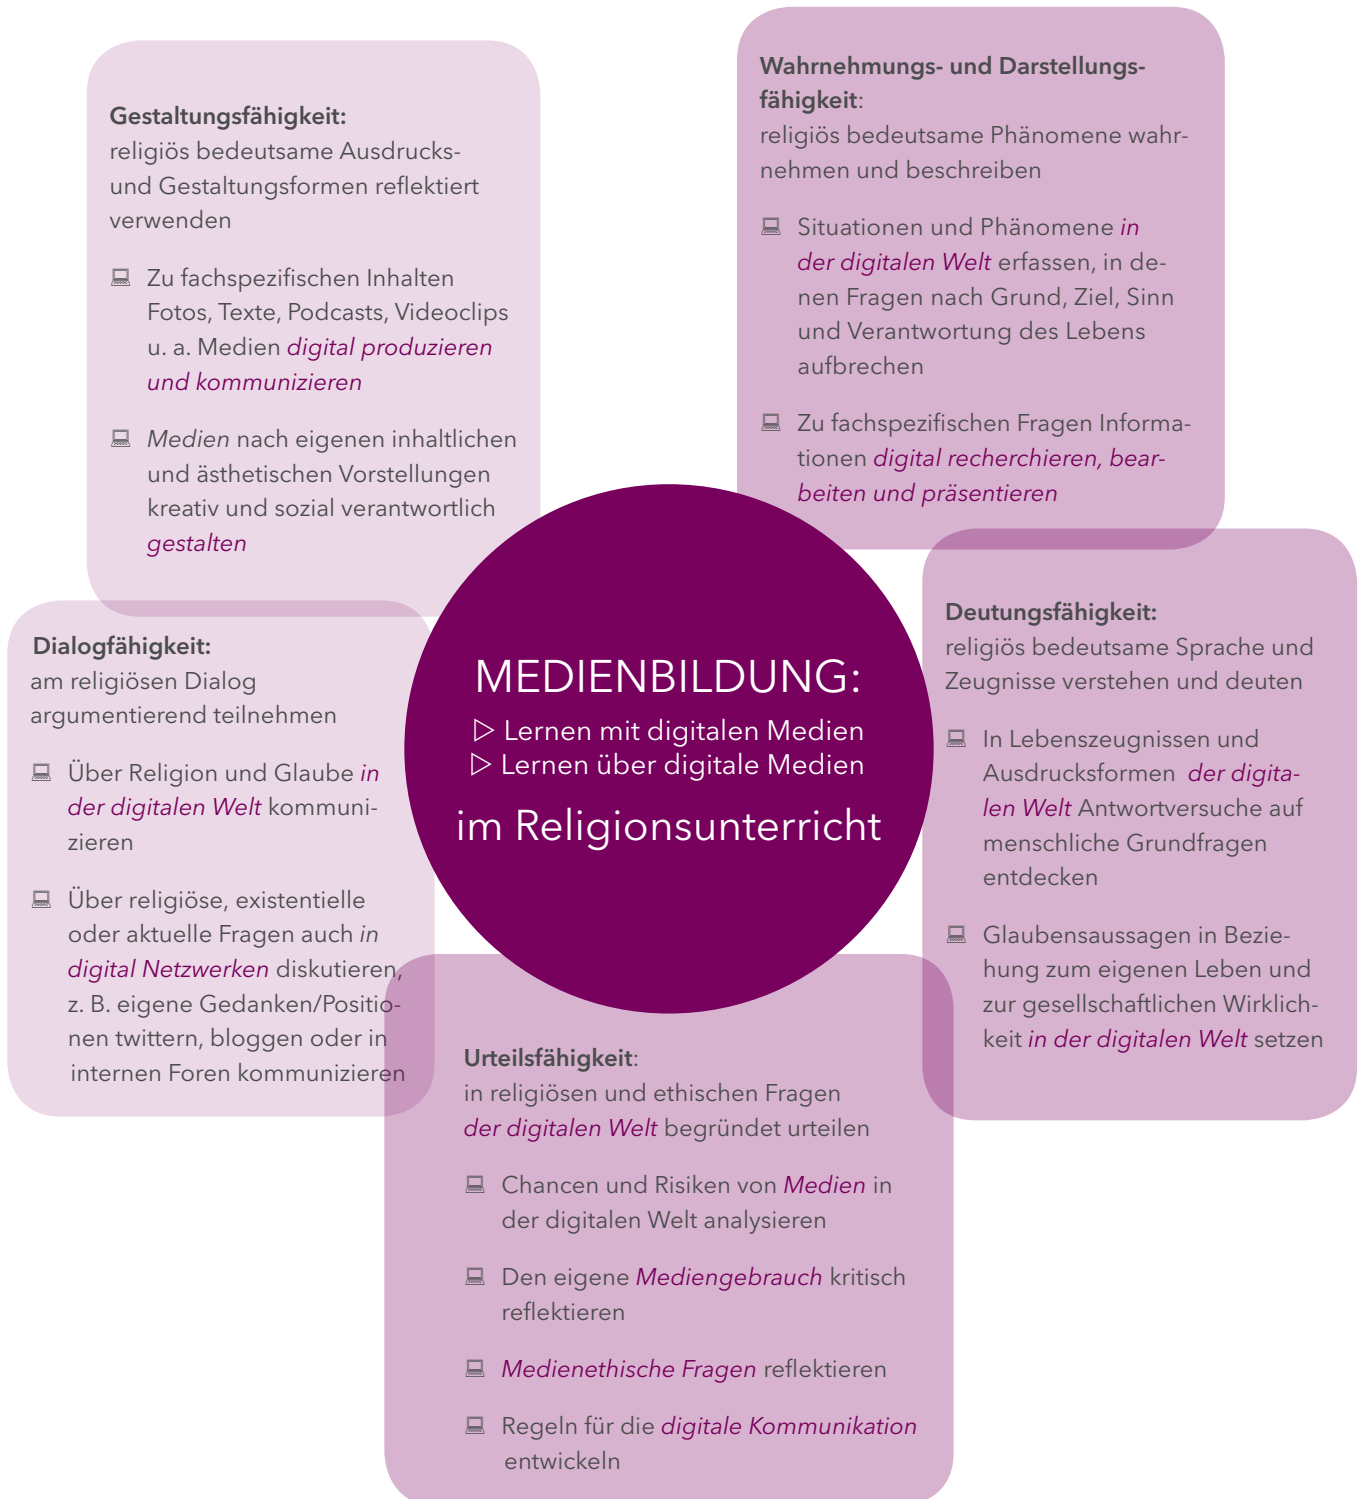 Gestaltungsfähigkeit:
religiös bedeutsame Ausdrucks-
und Gestaltungsformen reflektiert
verwenden
Zu fachspezifischen Inhalten
Fotos, Texte, Podcasts, Videoclips
u. a. Medien digital produzieren
und kommunizieren
Medien nach eigenen inhaltlichen
und ästhetischen Vorstellungen
kreativ und sozial verantwortlich
gestalten
Wahrnehmungs- und Darstellungs-
fähigkeit:
religiös bedeutsame Phänomene wahr-
nehmen und beschreiben
Situationen und Phänomene in
der digitalen Welt erfassen, in de-
nen Fragen nach Grund, Ziel, Sinn
und Verantwortung des Lebens
aufbrechen
Zu fachspezifischen Fragen Informa-
tionen digital recherchieren, bear-
beiten und präsentieren
Dialogfähigkeit:
am religiösen Dialog
argumentierend teilnehmen
Über Religion und Glaube in
der digitalen Welt kommuni-
zieren
Über religiöse, existentielle
oder aktuelle Fragen auch in
digital Netzwerken diskutieren,
z. B. eigene Gedanken/Positio-
nen twittern, bloggen oder in
internen Foren kommunizieren
MEDIENBILDUNG:
▷ Lernen mit digitalen Medien
▷ Lernen über digitale Medien
im Religionsunterricht
Deutungsfähigkeit:
religiös bedeutsame Sprache und
Zeugnisse verstehen und deuten
In Lebenszeugnissen und
Ausdrucksformen der digita-
len Welt Antwortversuche auf
menschliche Grundfragen
entdecken
Glaubensaussagen in Bezie-
hung zum eigenen Leben und
zur gesellschaftlichen Wirklich-
keit in der digitalen Welt setzen
Urteilsfähigkeit:
in religiösen und ethischen Fragen
der digitalen Welt begründet urteilen
Chancen und Risiken von Medien in
der digitalen Welt analysieren
Den eigene Mediengebrauch kritisch
reflektieren
Medienethische Fragen reflektieren
Regeln für die digitale Kommunikation
entwickeln